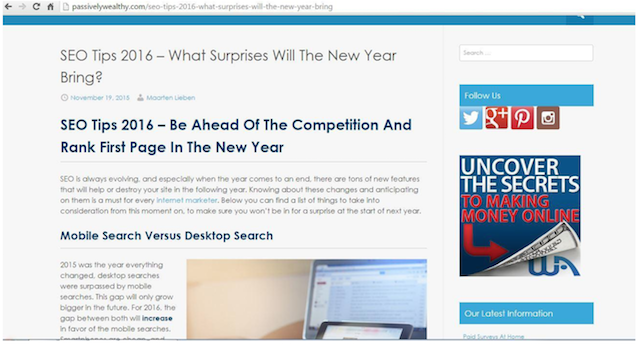 passivelywealthy.com/seo-tips-2016-what-surprises-will-the-new-year-bring
SEO Tips 2016 – What Surprises Will The New Year
Bring?
November 19, 2015 Maarten Lieben
SEO Tips 2016 – Be Ahead Of The Competition And
Rank First Page In The New Year
SEO is always evolving, and especially when the year comes to an end, there are tons of new features
that will help or destroy your site in the following year. Knowing about these changes and anticipating
on them is a must for every internet marketer. Below you can find a list of things to take into
consideration from this moment on, to make sure you won't be in for a surprise at the start of next year.
Mobile Search Versus Desktop Search
2015 was the year everything
changed, desktop searches
were surpassed by mobile
searches. This gap will only grow
bigger in the future. For 2016, the
gap between both will increase
in favor of the mobile searches.
Search ...
Follow Us
UNCOVER
THE SECRETS
TO MAKING
MONEY ONLINE
WA
Our Latest Information
Paid Surveys At Home